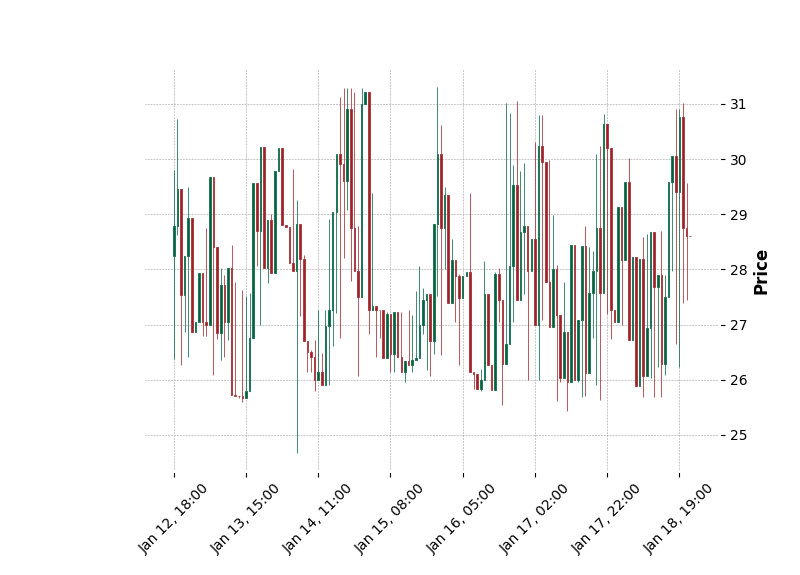 31
30
29
28
27
26
25
Price
Jan 12, 18:00
Jan 13, 15:00
Jan 14, 11:00
Jan 15, 08:00
Jan 16, 05:00
Jan 17, 02:00
Jan 17, 22:00
Jan 18, 19:00